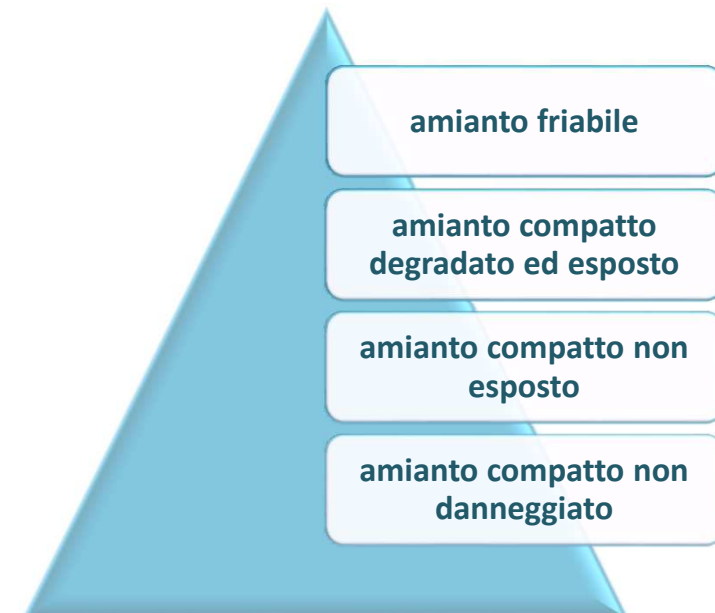 amianto friabile
amianto compatto
degradato ed esposto
amianto compatto non
esposto
amianto compatto non
danneggiato